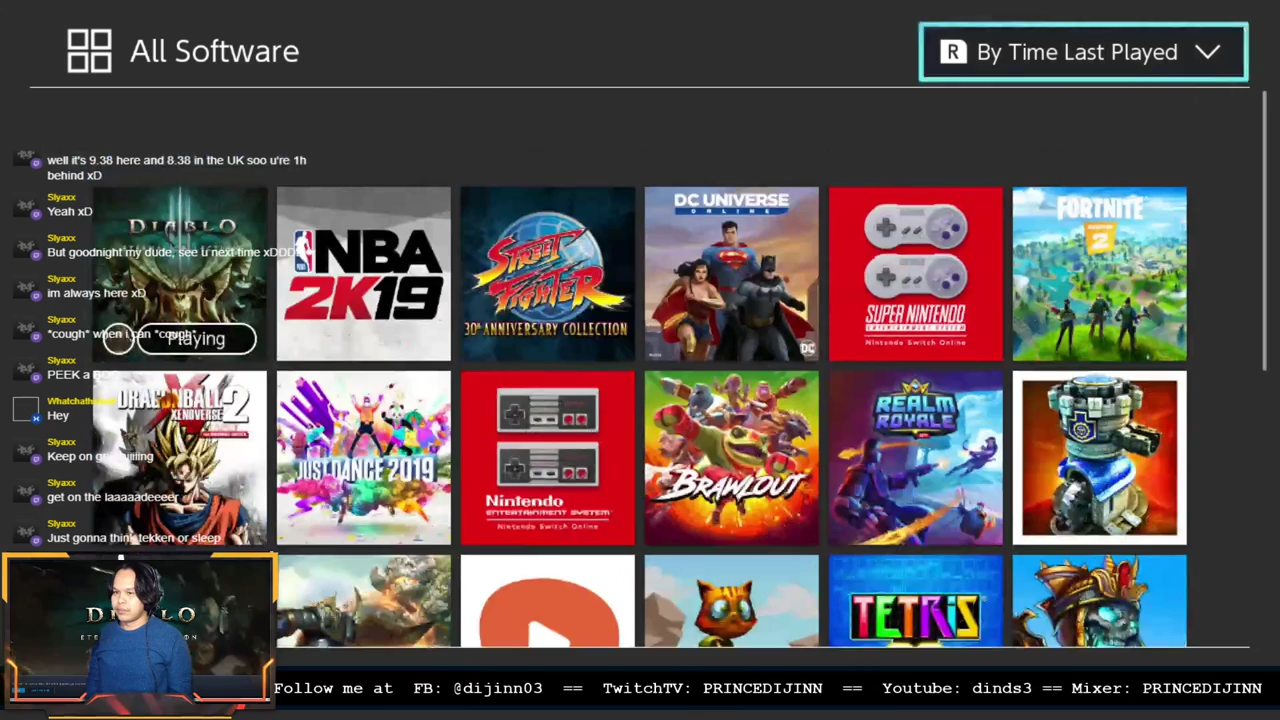 All Software
R By Time Last Played
well it's 9.38 here and 8.38 in the UK soo u're 1h
behind xD
Slyaxx
Yeah xD
Slyaxx
But goodnight my dude, see u next time xDDD
Slyaxx
im always here xD
Slyaxx
*cough* when i can *cough*
Slyaxx
PEEK a
Hey
Slyaxx
Keep on
Slyaxx
get on the laaaaadeeeer
Slyaxx
Just gonna think tekken or sleep
DIABLO
Playing
NBA
2K19
STREET
FIGHTER
30th ANNIVERSARY COLLECTION
DC UNIVERSE
ONLINE
DC
SUPER NINTENDO
ENTERTAINMENT SYSTEM
Nintendo Switch Online
FORTNITE
2
DRAGONBALL
XENOVERSE 2
JUST DANCE 2019
Nintendo
ENTERTAINMENT SYSTEM
Nintendo Switch Online
BRAWLOUT
REALM
ROYALE
TETRIS
DIABLO
Follow me at FB: @dijinn03 == TwitchTV: PRINCEDIJINN == Youtube: dinds3 == Mixer: PRINCEDIJINN